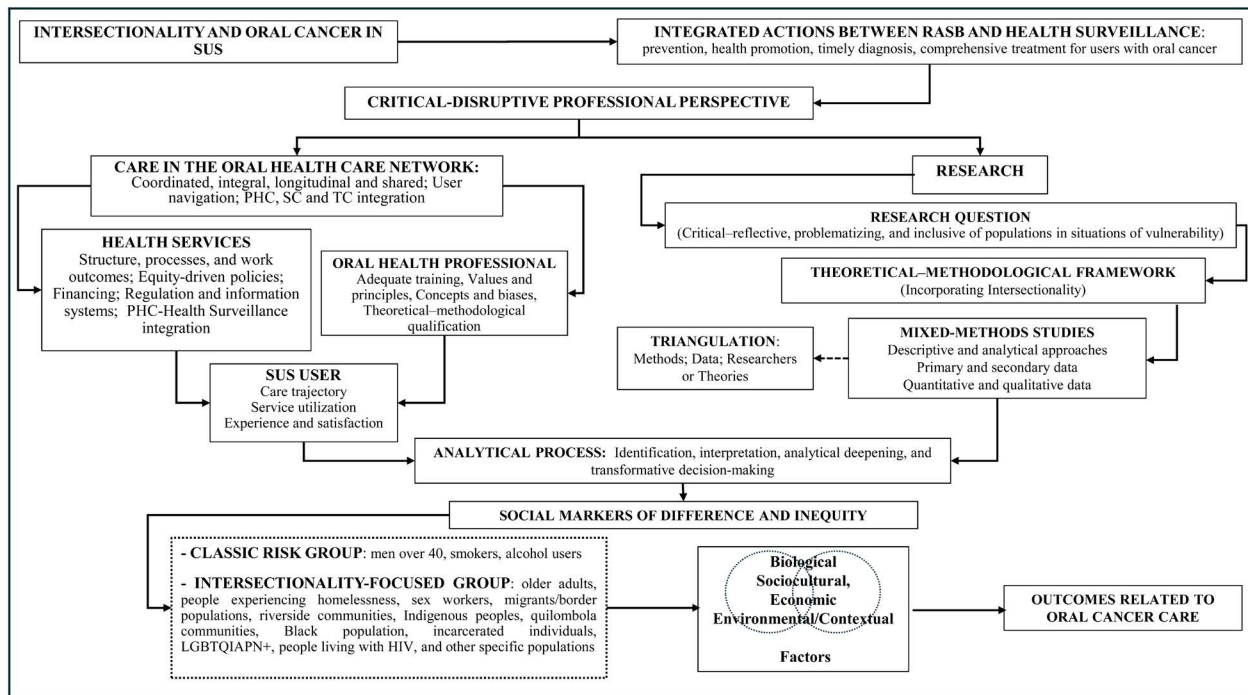 INTERSECTIONALITY AND ORAL CANCER IN
SUS
INTEGRATED ACTIONS BETWEEN RASB AND HEALTH SURVEILLANCE:
prevention, health promotion, timely diagnosis, comprehensive treatment for users with oral cancer
CRITICAL-DISRUPTIVE PROFESSIONAL PERSPECTIVE
CARE IN THE ORAL HEALTH CARE NETWORK:
Coordinated, integral, longitudinal and shared; User
navigation; PHC, SC and TC integration
RESEARCH
RESEARCH QUESTION
(Critical–reflective, problematizing, and inclusive of populations in situations of vulnerability)
HEALTH SERVICES
Structure, processes, and work
outcomes; Equity-driven policies;
Financing; Regulation and information
systems; PHC-Health Surveillance
integration
ORAL HEALTH PROFESSIONAL
Adequate training, Values and
principles, Concepts and biases,
Theoretical–methodological
qualification
THEORETICAL–METHODOLOGICAL FRAMEWORK
(Incorporating Intersectionality)
TRIANGULATION:
Methods; Data; Researchers
or Theories
MIXED-METHODS STUDIES
Descriptive and analytical approaches
Primary and secondary data
Quantitative and qualitative data
SUS USER
Care trajectory
Service utilization
Experience and satisfaction
ANALYTICAL PROCESS: Identification, interpretation, analytical deepening, and
transformative decision-making
SOCIAL MARKERS OF DIFFERENCE AND INEQUITY
- CLASSIC RISK GROUP: men over 40, smokers, alcohol users
- INTERSECTIONALITY-FOCUSED GROUP: older adults,
people experiencing homelessness, sex workers, migrants/border
populations, riverside communities, Indigenous peoples, quilombola
communities, Black population, incarcerated individuals,
LGBTQIAPN+, people living with HIV, and other specific populations
Biological
Sociocultural,
Economic
Environmental/Contextual
Factors
OUTCOMES RELATED TO
ORAL CANCER CARE